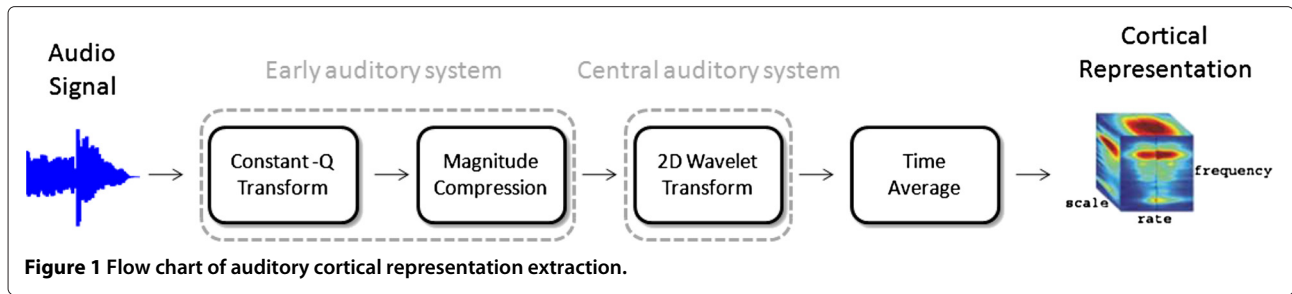 Audio
Signal
Early auditory system
Central auditory system
Cortical
Representation
Constant -Q
Transform
Magnitude
Compression
2D Wavelet
Transform
Time
Average
frequency
scale
rate
Figure 1 Flow chart of auditory cortical representation extraction.